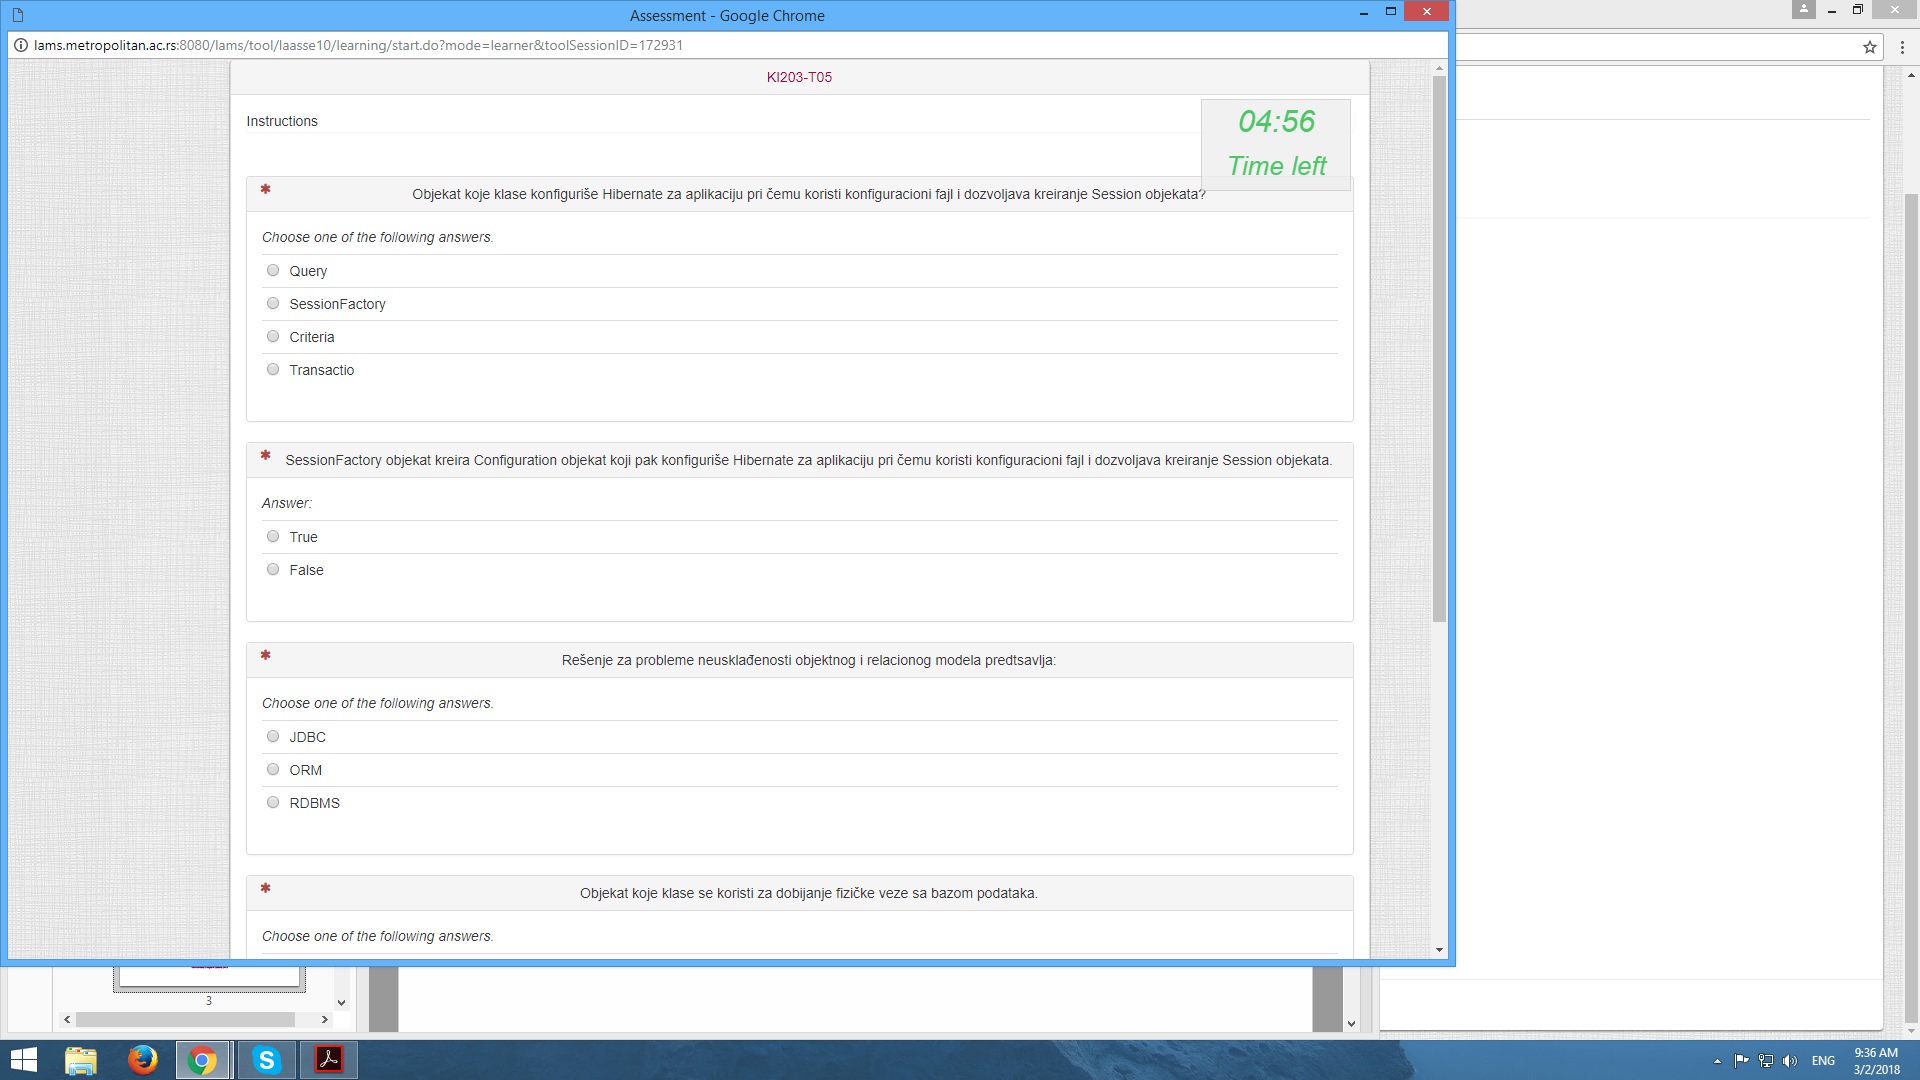 Assessment - Google Chrome
lams.metropolitan.ac.rs:8080/lams/tool/laasse10/learning/start.do?mode=learner&toolSessionID=172931
KI203-T05
Instructions
04:56
Time left
* Objekat koje klase konfiguriše Hibernate za aplikaciju pri čemu koristi konfiguracioni fajl i dozvoljava kreiranje Session objekata?
Choose one of the following answers.
Query
SessionFactory
Criteria
Transactio
* SessionFactory objekat kreira Configuration objekat koji pak konfiguriše Hibernate za aplikaciju pri čemu koristi konfiguracioni fajl i dozvoljava kreiranje Session objekata.
Answer:
True
False
* Rešenje za probleme neusklađenosti objektnog i relacionog modela predtsavlja:
Choose one of the following answers.
JDBC
ORM
RDBMS
* Objekat koje klase se koristi za dobijanje fizičke veze sa bazom podataka.
Choose one of the following answers.
3
ENG
9:36 AM
3/2/2018